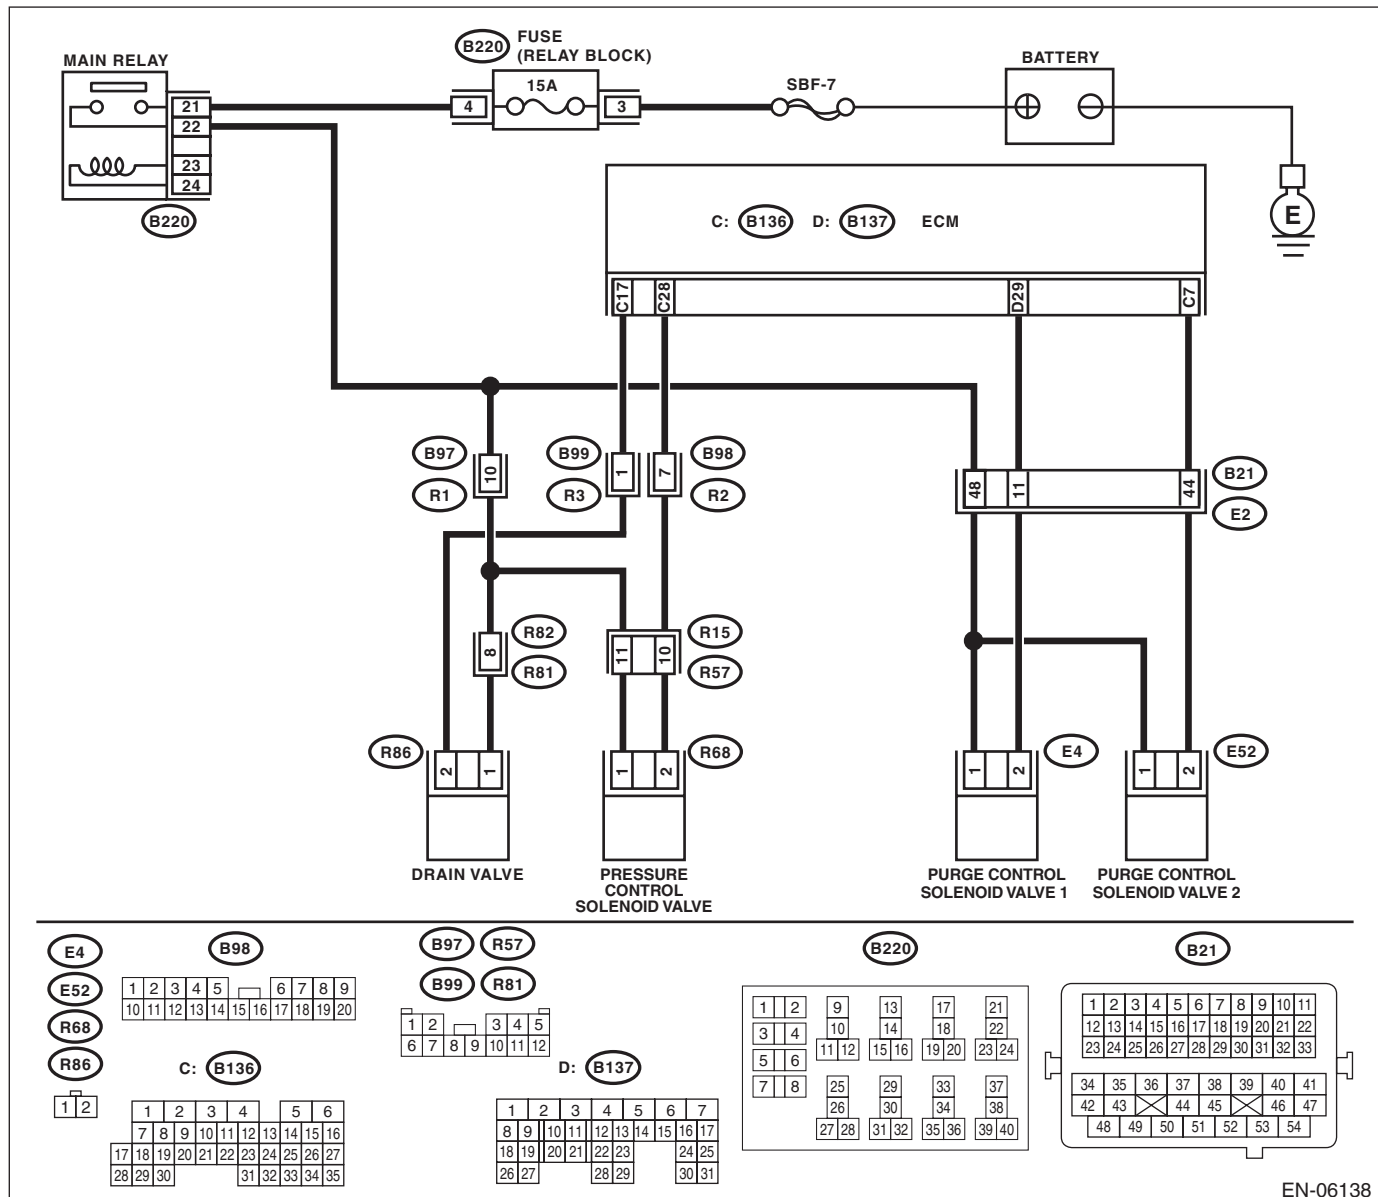 B220 FUSE
(RELAY BLOCK)
MAIN RELAY
15A
SBF-7
BATTERY
21
4
3
22
23
24
B220
E
C: B136 D: B137 ECM
C17 C28 D29 C7
B97 10 B99 1 7 B98
R1 R3 R2
48 11 44 B21
E2
8 R82
R81
11 10 R15
R57
R86 2 1
1 2 R68
1 2 E4
1 2 E52
DRAIN VALVE
PRESSURE
CONTROL
SOLENOID VALVE
PURGE CONTROL
SOLENOID VALVE 1
PURGE CONTROL
SOLENOID VALVE 2
E4
E52
R68
R86
1 2
B98
1 2 3 4 5 6 7 8 9
10 11 12 13 14 15 16 17 18 19 20
C: B136
1 2 3 4 5 6
7 8 9 10 11 12 13 14 15 16
17 18 19 20 21 22 23 24 25 26 27
28 29 30 31 32 33 34 35
B97 R57
B99 R81
1 2 3 4 5
6 7 8 9 10 11 12
D: B137
1 2 3 4 5 6 7
8 9 10 11 12 13 14 15 16 17
18 19 20 21 22 23 24 25
26 27 28 29 30 31
B220
1 2 9 13 17 21
3 4 10 14 18 22
11 12 15 16 19 20 23 24
5 6
7 8 25 29 33 37
26 30 34 38
27 28 31 32 35 36 39 40
B21
1 2 3 4 5 6 7 8 9 10 11
12 13 14 15 16 17 18 19 20 21 22
23 24 25 26 27 28 29 30 31 32 33
34 35 36 37 38 39 40 41
42 43 44 45 46 47
48 49 50 51 52 53 54
EN-06138